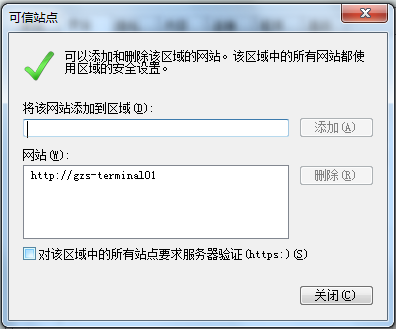 可信站点
可以添加和删除该区域的网站。该区域中的所有网站都使
用区域的安全设置。
将该网站添加到区域(D):
添加(A)
网站(W):
http://gzs-terminal01
删除(R)
对该区域中的所有站点要求服务器验证(https:)(S)
关闭(C)